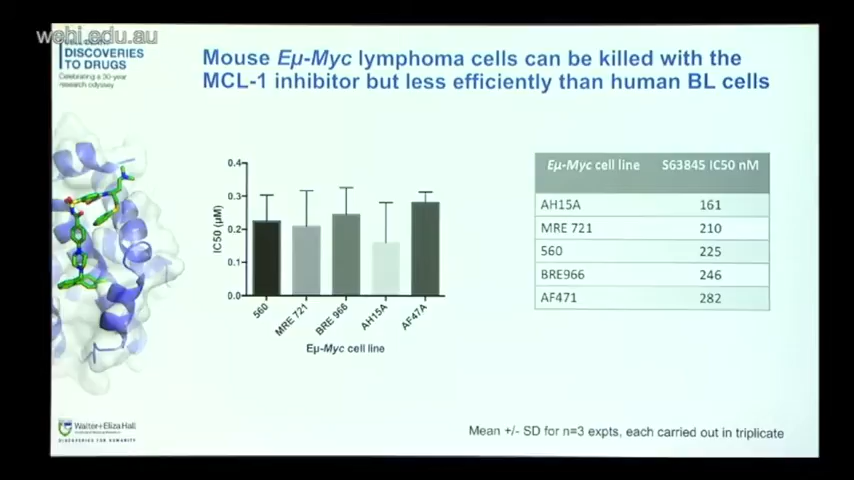 wehi.edu.au
DISCOVERIES
TO DRUGS
Celebrating a 30-year
research odyssey
Mouse Eμ-Myc lymphoma cells can be killed with the
MCL-1 inhibitor but less efficiently than human BL cells
0.4
0.3
0.2
0.1
0.0
IC50 (μM)
560
MRE 721
BRE 966
AH15A
AF47A
Eμ-Myc cell line
Eμ-Myc cell line S63845 IC50 nM
AH15A 161
MRE 721 210
560 225
BRE966 246
AF471 282
Walter+Eliza Hall
DISCOVERIES FOR HUMANITY
Mean +/- SD for n=3 expts, each carried out in triplicate